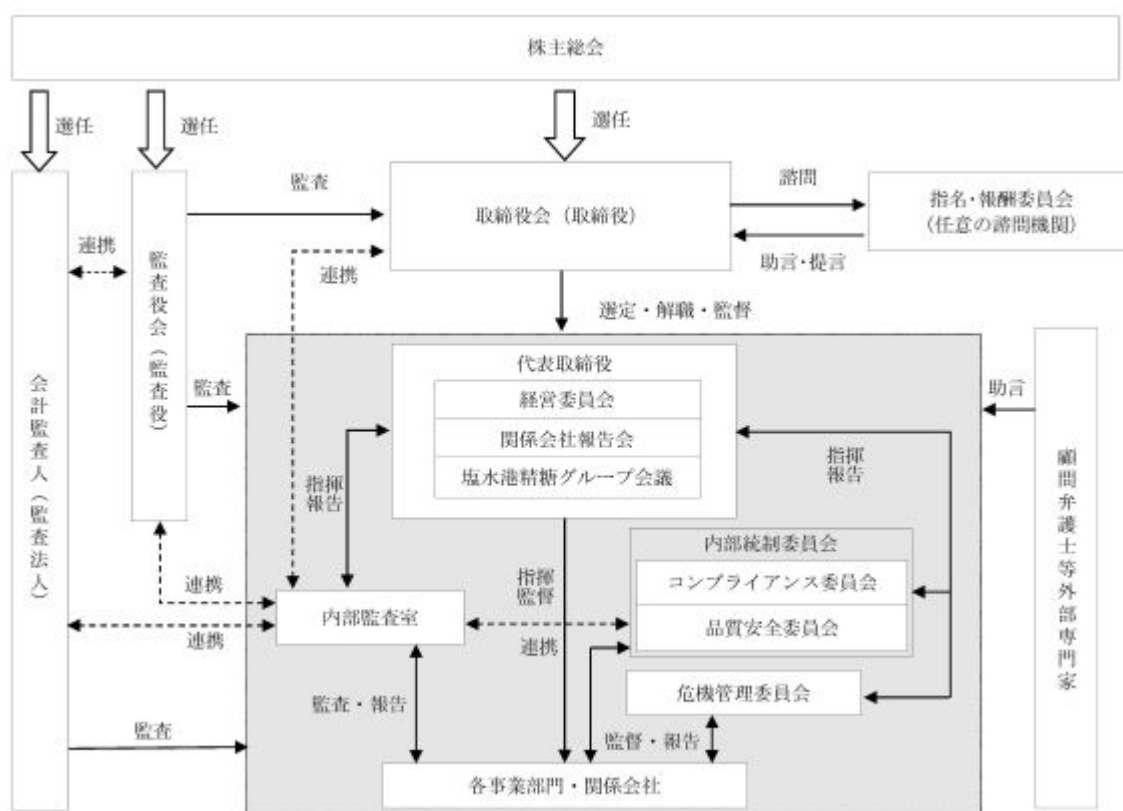 株主総会
選任
選任
選任
監査
取締役会（取締役）
諮問
指名・報酬委員会
（任意の諮問機関）
助言・提言
連携
連携
監査役会（監査役）
選定・解職・監督
会計監査人（監査法人）
監査
代表取締役
経営委員会
関係会社報告会
塩水港精糖グループ会議
助言
顧問弁護士等外部専門家
指揮
報告
指揮
報告
内部統制委員会
コンプライアンス委員会
品質安全委員会
指揮
監督
連携
内部監査室
連携
連携
危機管理委員会
監査・報告
監督・報告
監査
各事業部門・関係会社